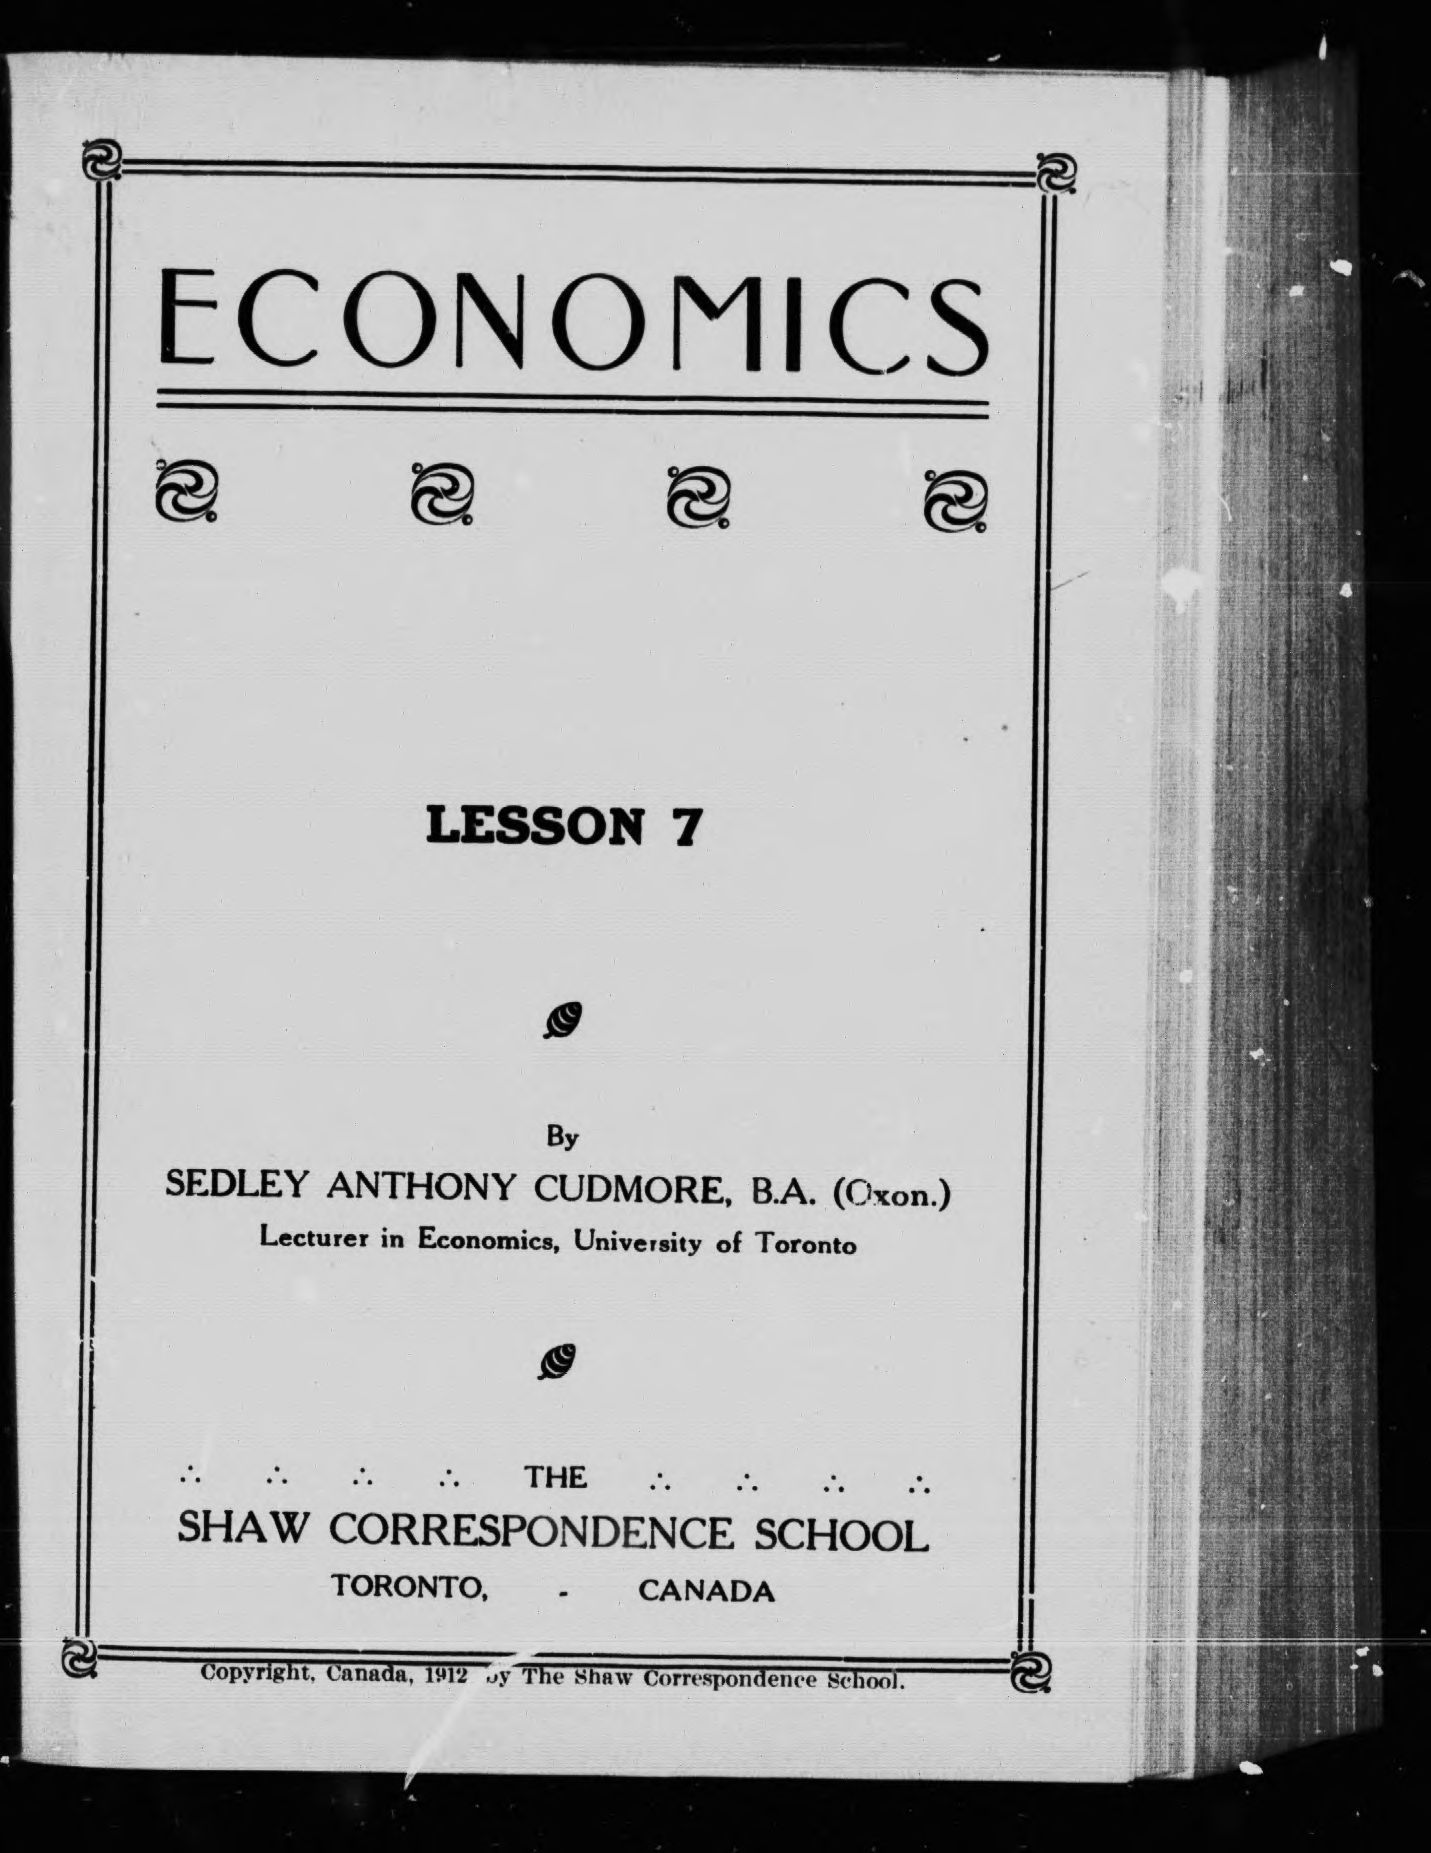 ECONOMICS
LESSON 7
By
SEDLEY ANTHONY CUDMORE, B.A. (Oxon.)
Lecturer in Economics, University of Toronto
∴ ∴ ∴ ∴ THE ∴ ∴ ∴ ∴
SHAW CORRESPONDENCE SCHOOL
TORONTO, - CANADA
Copyright, Canada, 1912 by The Shaw Correspondence School.